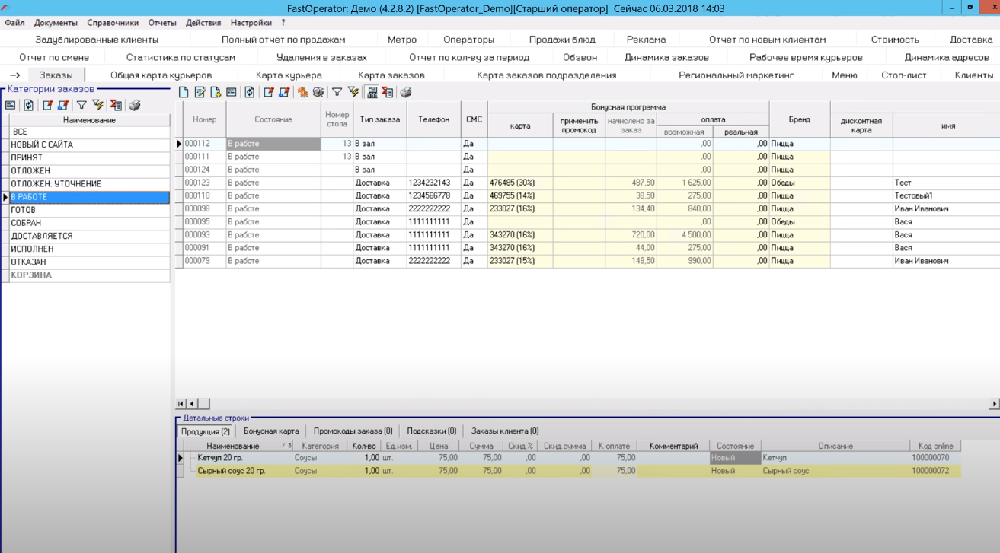 FastOperator: Демо (4.2.8.2) [FastOperator_Demo][Старший оператор] Сейчас 06.03.2018 14:03
Файл Документы Справочники Отчеты Действия Настройки ?
Задублированные клиенты Полный отчет по продажам Метро Операторы Продажи блюд Реклама Отчет по новым клиентам Стоимость Доставка
Отчет по смене Статистика по статусам Удаления в заказах Отчет по кол-ву за период Обзвон Динамика заказов Рабочее время курьеров Динамика адресов
--> Заказы Общая карта курьеров Карта курьера Карта заказов Карта заказов подразделения Региональный маркетинг Меню Стоп-лист Клиенты
Категории заказов
Наименование
ВСЕ
НОВЫЙ С САЙТА
ПРИНЯТ
ОТЛОЖЕН
ОТЛОЖЕН: УТОЧНЕНИЕ
В РАБОТЕ
ГОТОВ
СОБРАН
ДОСТАВЛЯЕТСЯ
ИСПОЛНЕН
ОТКАЗАН
КОРЗИНА
Бонусная программа
Номер Состояние Номер стола Тип заказа Телефон СМС карта применить промокод начислено за заказ оплата Бренд дисконтная карта имя
возможная реальная
000112 В работе 13 В зал Да ,00 ,00 Пицца
000111 В работе 13 В зал Да ,00 ,00 Пицца
000124 В работе В зал Да ,00 ,00 Пицца
000123 В работе Доставка 1234232143 Да 476485 (30%) 487,50 1 625,00 ,00 Обеды Тест
000110 В работе Доставка 1234566778 Да 469755 (14%) 38,50 275,00 ,00 Пицца Тестовый1
000098 В работе Доставка 2222222222 Да 233027 (16%) 134,40 840,00 ,00 Пицца Иван Иванович
000095 В работе Доставка 1111111111 Да ,00 ,00 Обеды Вася
000093 В работе Доставка 1111111111 Да 343270 (16%) 720,00 4 500,00 ,00 Пицца Вася
000091 В работе Доставка 1111111111 Да 343270 (16%) 44,00 275,00 ,00 Пицца Вася
000079 В работе Доставка 2222222222 Да 233027 (15%) 148,50 990,00 ,00 Пицца Иван Иванович
Детальные строки
Продукция (2) Бонусная карта Промокоды заказа (0) Подсказки (0) Заказы клиента (0)
Наименование / 3 Категория Кол-во Ед.изм. Цена Сумма Скид.% Скид.сумма К оплате Комментарий Состояние Описание Код online
Кетчуп 20 гр. Соусы 1,00 шт. 75,00 75,00 ,00 ,00 75,00 Новый Кетчуп 100000070
Сырный соус 20 гр. Соусы 1,00 шт. 75,00 75,00 ,00 ,00 75,00 Новый Сырный соус 100000072